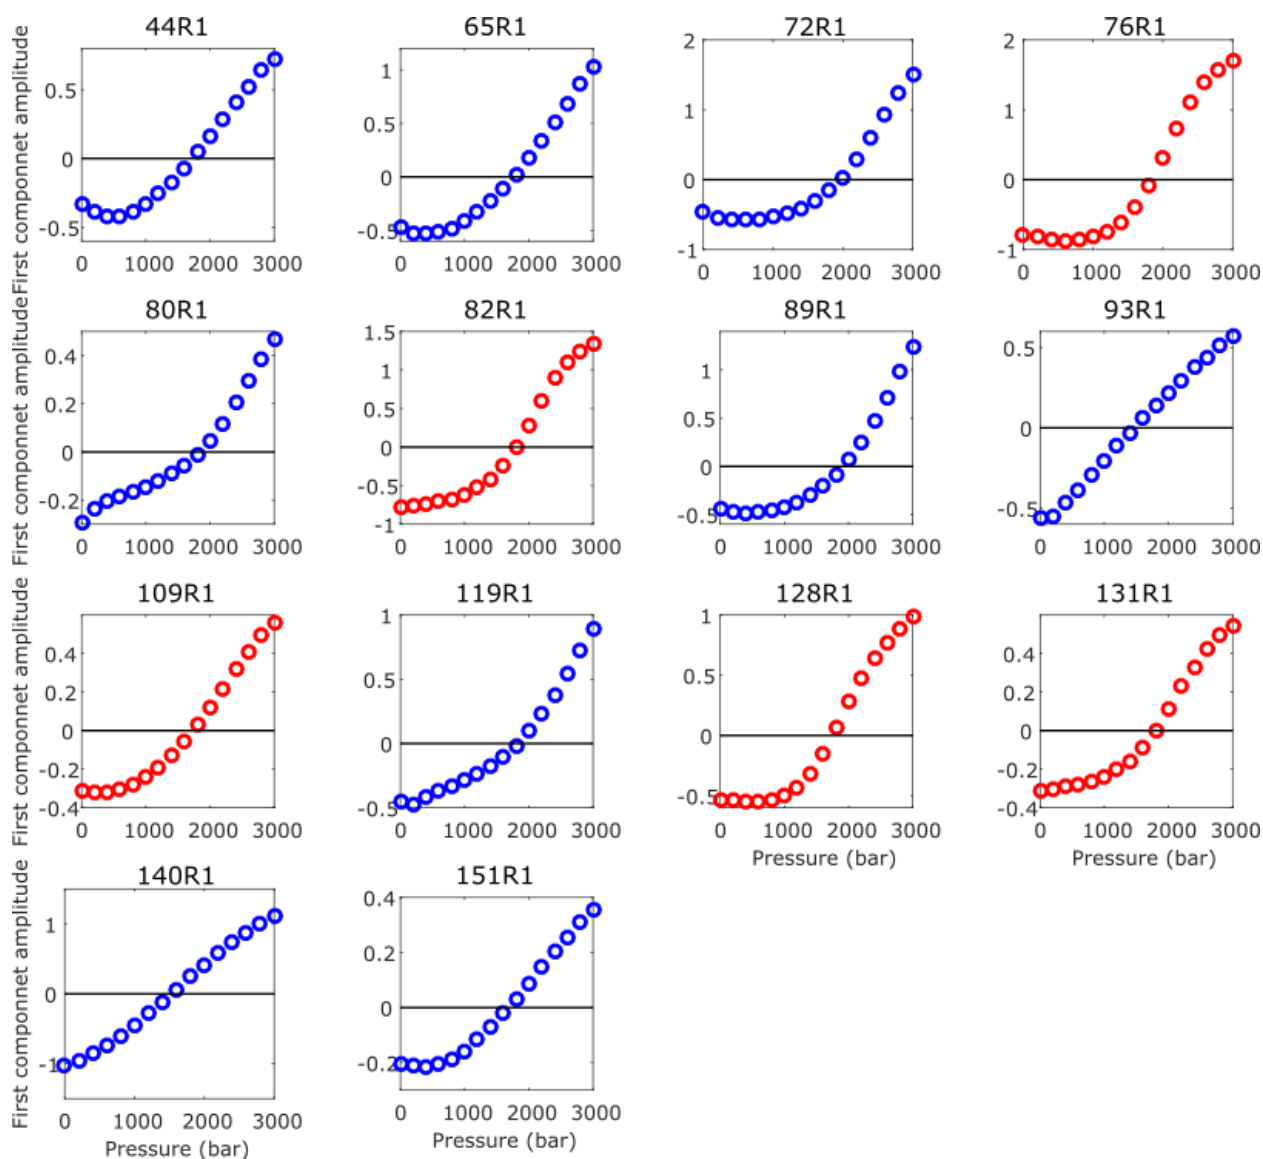 44R1 65R1 72R1 76R1
First componnet amplitude
0.5 0 -0.5
1 0.5 0 -0.5
2 1 0 -1
2 1 0 -1
0 1000 2000 3000 0 1000 2000 3000 0 1000 2000 3000 0 1000 2000 3000
80R1 82R1 89R1 93R1
First componnet amplitude
0.4 0.2 0 -0.2
1.5 1 0.5 0 -0.5 -1
1 0.5 0 -0.5
0.5 0 -0.5
0 1000 2000 3000 0 1000 2000 3000 0 1000 2000 3000 0 1000 2000 3000
109R1 119R1 128R1 131R1
First componnet amplitude
0.4 0.2 0 -0.2 -0.4
1 0.5 0 -0.5
1 0.5 0 -0.5
0.4 0.2 0 -0.2 -0.4
0 1000 2000 3000 0 1000 2000 3000 0 1000 2000 3000 0 1000 2000 3000
Pressure (bar) Pressure (bar)
140R1 151R1
First componnet amplitude
1 0 -1
0.4 0.2 0 -0.2
0 1000 2000 3000 0 1000 2000 3000
Pressure (bar) Pressure (bar)